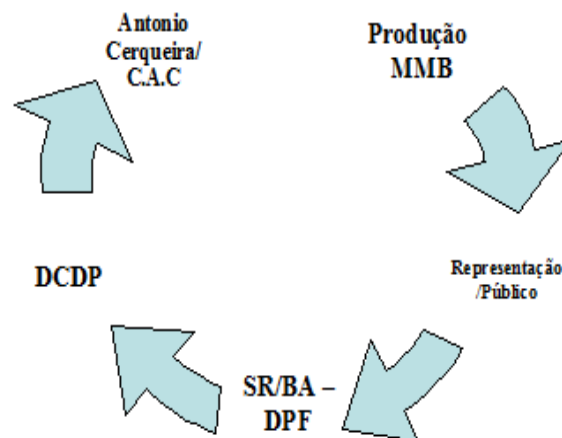 Antonio
Cerqueira/
C.A.C
Produção
MMB
Representação
/Público
SR/BA –
DPF
DCDP